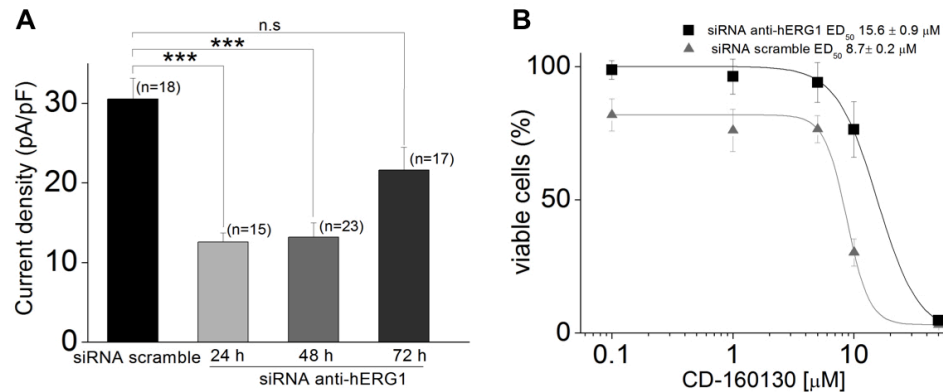 A
n.s
***
***
(n=18)
(n=15)
(n=23)
(n=17)
Current density (pA/pF)
30
20
10
0
siRNA scramble 24 h 48 h 72 h
siRNA anti-hERG1
B
siRNA anti-hERG1 ED50 15.6 ± 0.9 μM
siRNA scramble ED50 8.7± 0.2 μM
viable cells (%)
100
50
0
0.1 1 10
CD-160130 [μM]